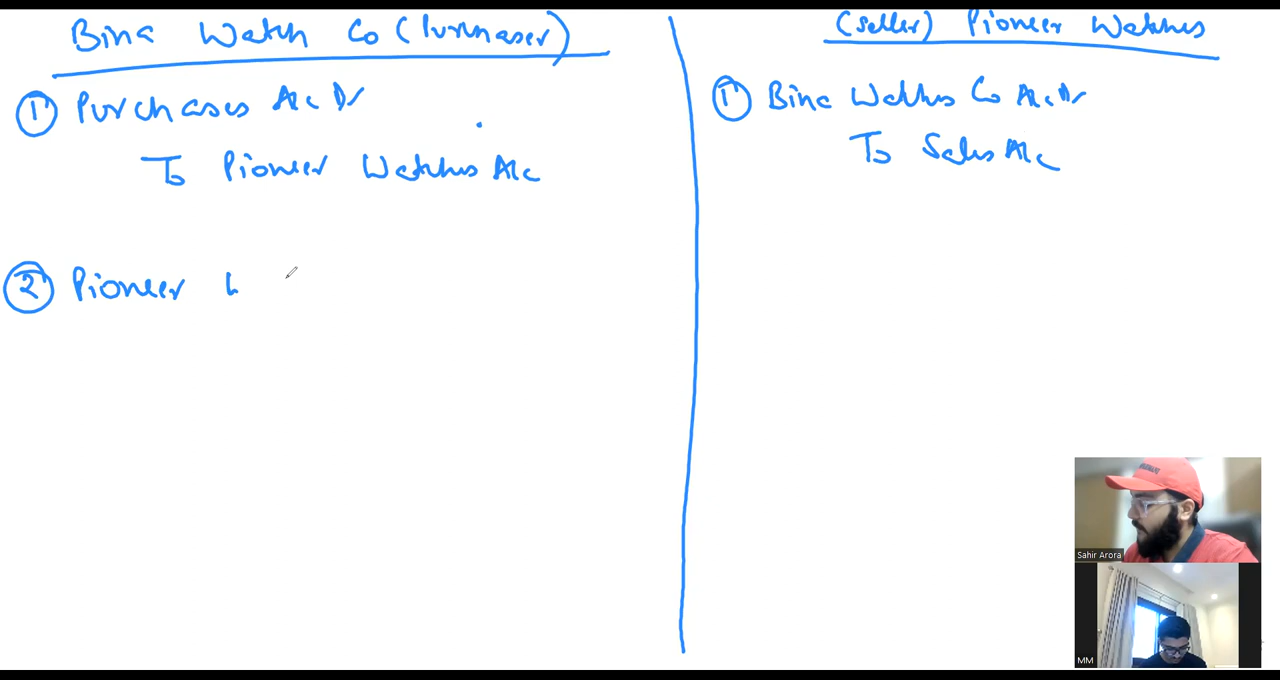 Bina Watch Co (Purchaser)
① Purchases A/c Dr
To Pioneer Watches A/c
② Pioneer
(Seller) Pioneer Watches
① Bina Watches Co A/c Dr
To Sales A/c
Sahir Arora
MM